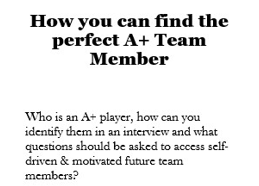 How you can find the
perfect A+ Team
Member
Who is an A+ player, how can you
identify them in an interview and what
questions should be asked to access self-
driven & motivated future team
members?